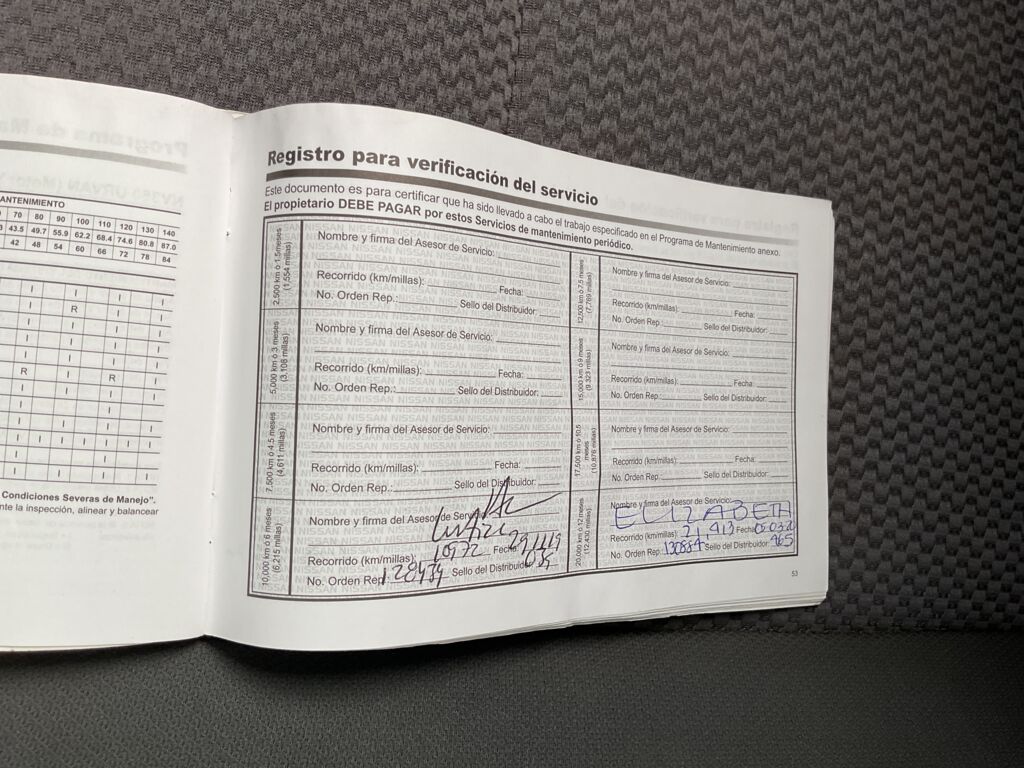 ANTENIMIENTO
70 80 90 100 110 120 130 140
43.5 49.7 55.9 62.2 68.4 74.6 80.8 87.0
42 48 54 60 66 72 78 84
Condiciones Severas de Manejo".
nte la inspección, alinear y balancear
Registro para verificación del servicio
Este documento es para certificar que ha sido llevado a cabo el trabajo especificado en el Programa de Mantenimiento anexo.
El propietario DEBE PAGAR por estos Servicios de mantenimiento periódico.
2,500 km ó 1.5 meses
(1,554 millas)
Nombre y firma del Asesor de Servicio:
Recorrido (km/millas): Fecha:
No. Orden Rep.: Sello del Distribuidor:
5,000 km ó 3 meses
(3,108 millas)
Nombre y firma del Asesor de Servicio:
Recorrido (km/millas): Fecha:
No. Orden Rep.: Sello del Distribuidor:
7,500 km ó 4.5 meses
(4,611 millas)
Nombre y firma del Asesor de Servicio:
Recorrido (km/millas): Fecha:
No. Orden Rep.: Sello del Distribuidor:
10,000 km ó 6 meses
(6,215 millas)
Nombre y firma del Asesor de Servicio:
Recorrido (km/millas): 10972 Fecha: 29/11/19
No. Orden Rep. 128434 Sello del Distribuidor:
12,500 km ó 7.5 meses
(7,769 millas)
Nombre y firma del Asesor de Servicio:
Recorrido (km/millas): Fecha:
No. Orden Rep.: Sello del Distribuidor:
15,000 km ó 9 meses
(9,323 millas)
Nombre y firma del Asesor de Servicio:
Recorrido (km/millas): Fecha:
No. Orden Rep.: Sello del Distribuidor:
17,500 km ó 10.5
meses
(10,876 millas)
Nombre y firma del Asesor de Servicio:
Recorrido (km/millas): Fecha:
No. Orden Rep.: Sello del Distribuidor:
20,000 km ó 12 meses
(12,430 millas)
Nombre y firma del Asesor de Servicio:
ELIZABETH
Recorrido (km/millas): 21,913 Fecha:
No. Orden Rep.: 130854 Sello del Distribuidor: 965
53